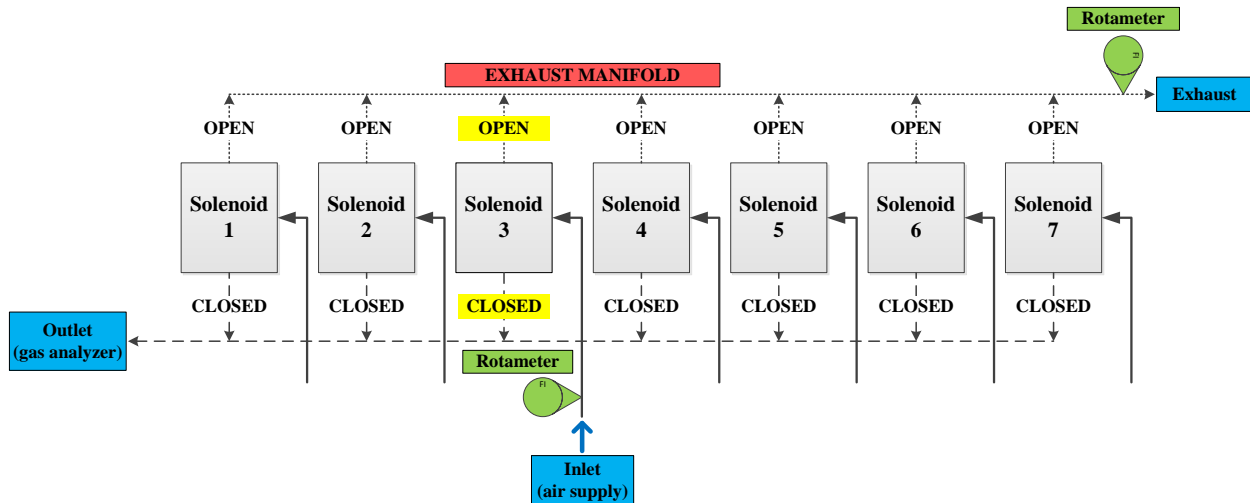 Rotameter
FI
EXHAUST MANIFOLD
Exhaust
OPEN OPEN OPEN OPEN OPEN OPEN OPEN
Solenoid Solenoid Solenoid Solenoid Solenoid Solenoid Solenoid
1 2 3 4 5 6 7
CLOSED CLOSED CLOSED CLOSED CLOSED CLOSED CLOSED
Outlet
(gas analyzer)
Rotameter
FI
Inlet
(air supply)